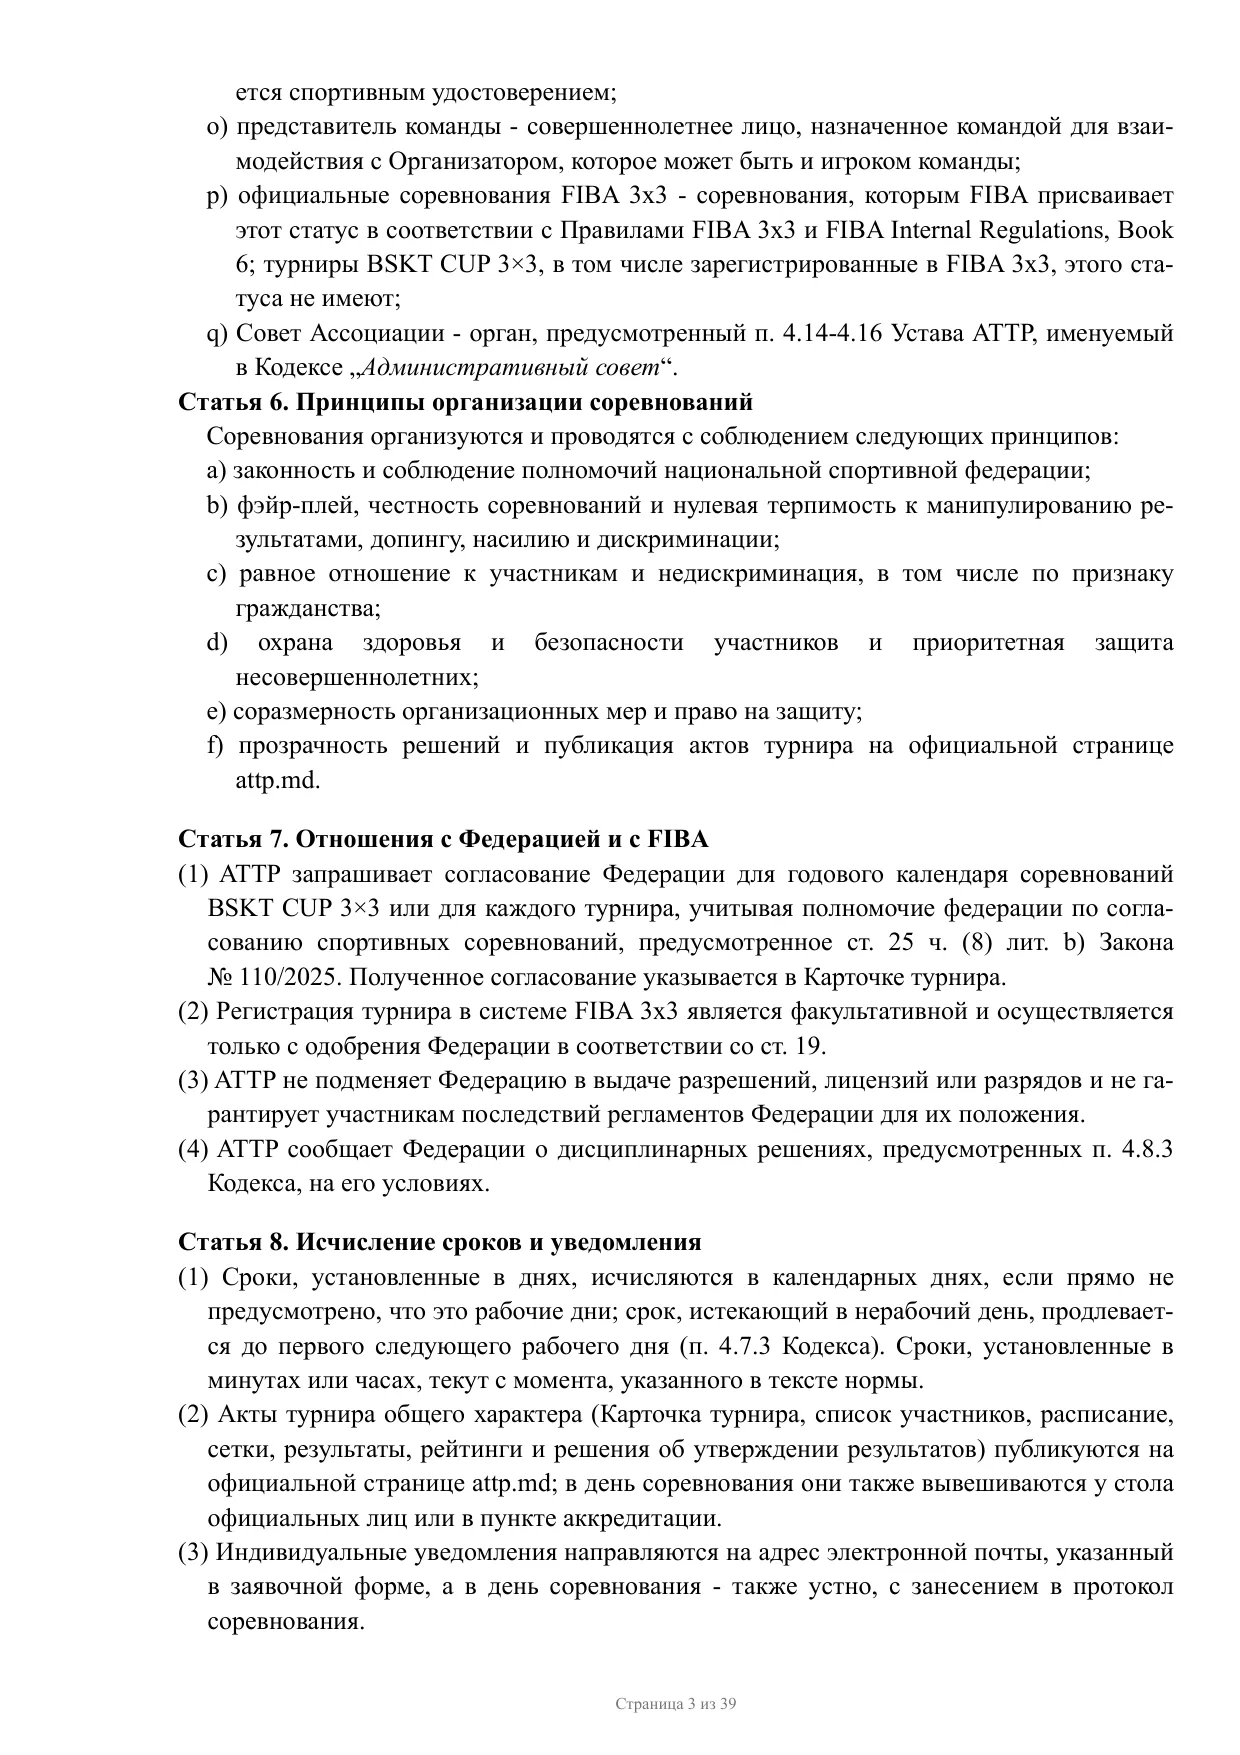 ется спортивным удостоверением;
o) представитель команды - совершеннолетнее лицо, назначенное командой для взаи-
модействия с Организатором, которое может быть и игроком команды;
p) официальные соревнования FIBA 3x3 - соревнования, которым FIBA присваивает
этот статус в соответствии с Правилами FIBA 3x3 и FIBA Internal Regulations, Book
6; турниры BSKT CUP 3×3, в том числе зарегистрированные в FIBA 3x3, этого ста-
туса не имеют;
q) Совет Ассоциации - орган, предусмотренный п. 4.14-4.16 Устава ATTP, именуемый
в Кодексе „Административный совет“.
Статья 6. Принципы организации соревнований
Соревнования организуются и проводятся с соблюдением следующих принципов:
a) законность и соблюдение полномочий национальной спортивной федерации;
b) фэйр-плей, честность соревнований и нулевая терпимость к манипулированию ре-
зультатами, допингу, насилию и дискриминации;
c) равное отношение к участникам и недискриминация, в том числе по признаку
гражданства;
d) охрана здоровья и безопасности участников и приоритетная защита
несовершеннолетних;
e) соразмерность организационных мер и право на защиту;
f) прозрачность решений и публикация актов турнира на официальной странице
attp.md.
Статья 7. Отношения с Федерацией и с FIBA
(1) ATTP запрашивает согласование Федерации для годового календаря соревнований
BSKT CUP 3×3 или для каждого турнира, учитывая полномочие федерации по согла-
сованию спортивных соревнований, предусмотренное ст. 25 ч. (8) лит. b) Закона
№ 110/2025. Полученное согласование указывается в Карточке турнира.
(2) Регистрация турнира в системе FIBA 3x3 является факультативной и осуществляется
только с одобрения Федерации в соответствии со ст. 19.
(3) ATTP не подменяет Федерацию в выдаче разрешений, лицензий или разрядов и не га-
рантирует участникам последствий регламентов Федерации для их положения.
(4) ATTP сообщает Федерации о дисциплинарных решениях, предусмотренных п. 4.8.3
Кодекса, на его условиях.
Статья 8. Исчисление сроков и уведомления
(1) Сроки, установленные в днях, исчисляются в календарных днях, если прямо не
предусмотрено, что это рабочие дни; срок, истекающий в нерабочий день, продлевает-
ся до первого следующего рабочего дня (п. 4.7.3 Кодекса). Сроки, установленные в
минутах или часах, текут с момента, указанного в тексте нормы.
(2) Акты турнира общего характера (Карточка турнира, список участников, расписание,
сетки, результаты, рейтинги и решения об утверждении результатов) публикуются на
официальной странице attp.md; в день соревнования они также вывешиваются у стола
официальных лиц или в пункте аккредитации.
(3) Индивидуальные уведомления направляются на адрес электронной почты, указанный
в заявочной форме, а в день соревнования - также устно, с занесением в протокол
соревнования.
Страница 3 из 39